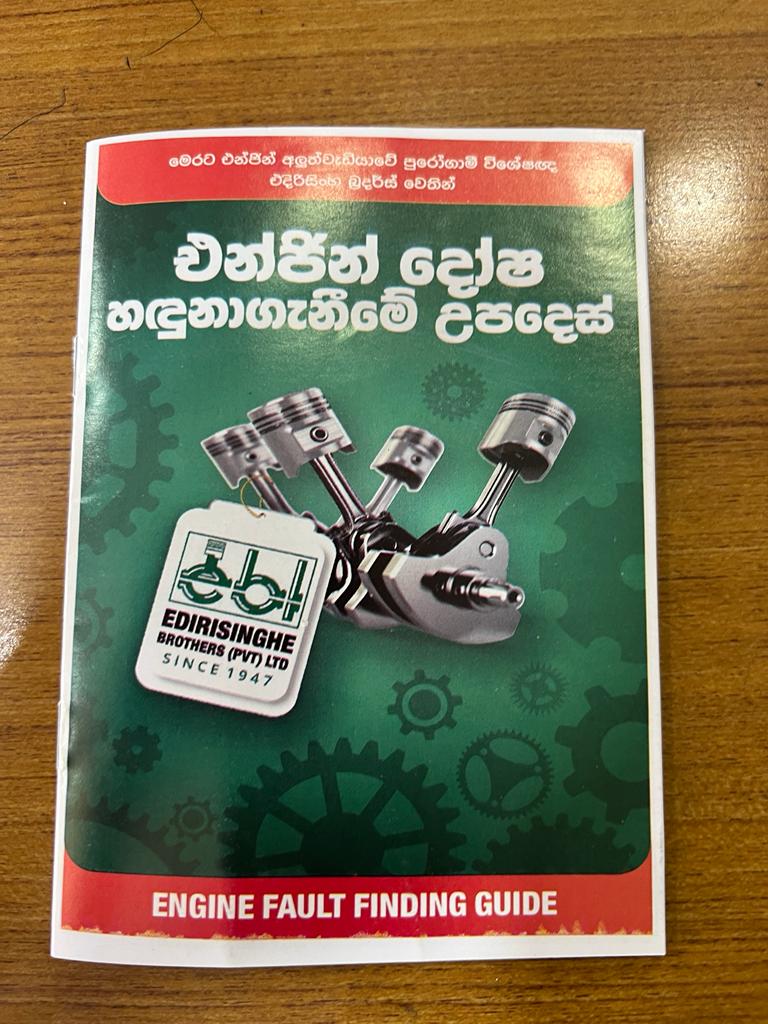 මෙරට එන්ජින් අලුත්වැඩියාවේ පුරෝගාමී විශේෂඥ
එදිරිසිංහ බ්‍රදර්ස් වෙතින්
එන්ජින් දෝෂ
හඳුනාගැනීමේ උපදෙස්
ebl
EDIRISINGHE
BROTHERS (PVT) LTD
SINCE 1947
ENGINE FAULT FINDING GUIDE